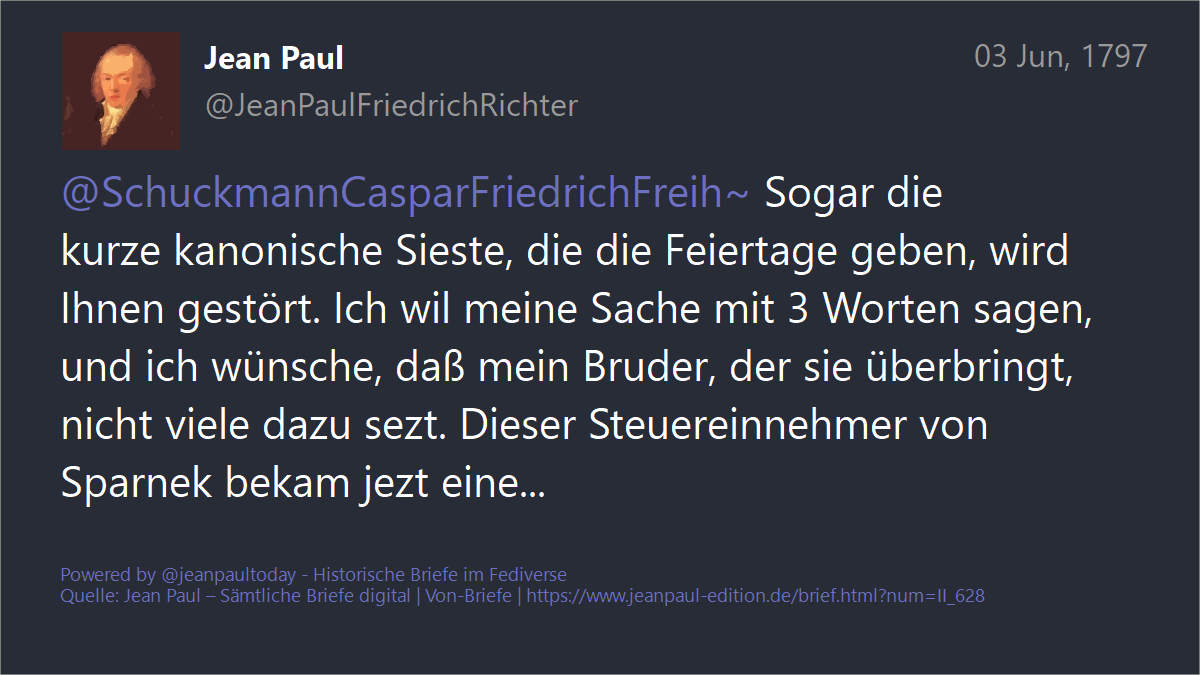 Jean Paul
03 Jun, 1797
@JeanPaulFriedrichRichter
@SchuckmannCasparFriedrichFreih~ Sogar die
kurze kanonische Sieste, die die Feiertage geben, wird
Ihnen gestört. Ich wil meine Sache mit 3 Worten sagen,
und ich wünsche, daß mein Bruder, der sie überbringt,
nicht viele dazu sezt. Dieser Steuereinnehmer von
Sparnek bekam jezt eine...
Powered by @jeanpaultoday - Historische Briefe im Fediverse
Quelle: Jean Paul – Sämtliche Briefe digital | Von-Briefe | https://www.jeanpaul-edition.de/brief.html?num=II_628